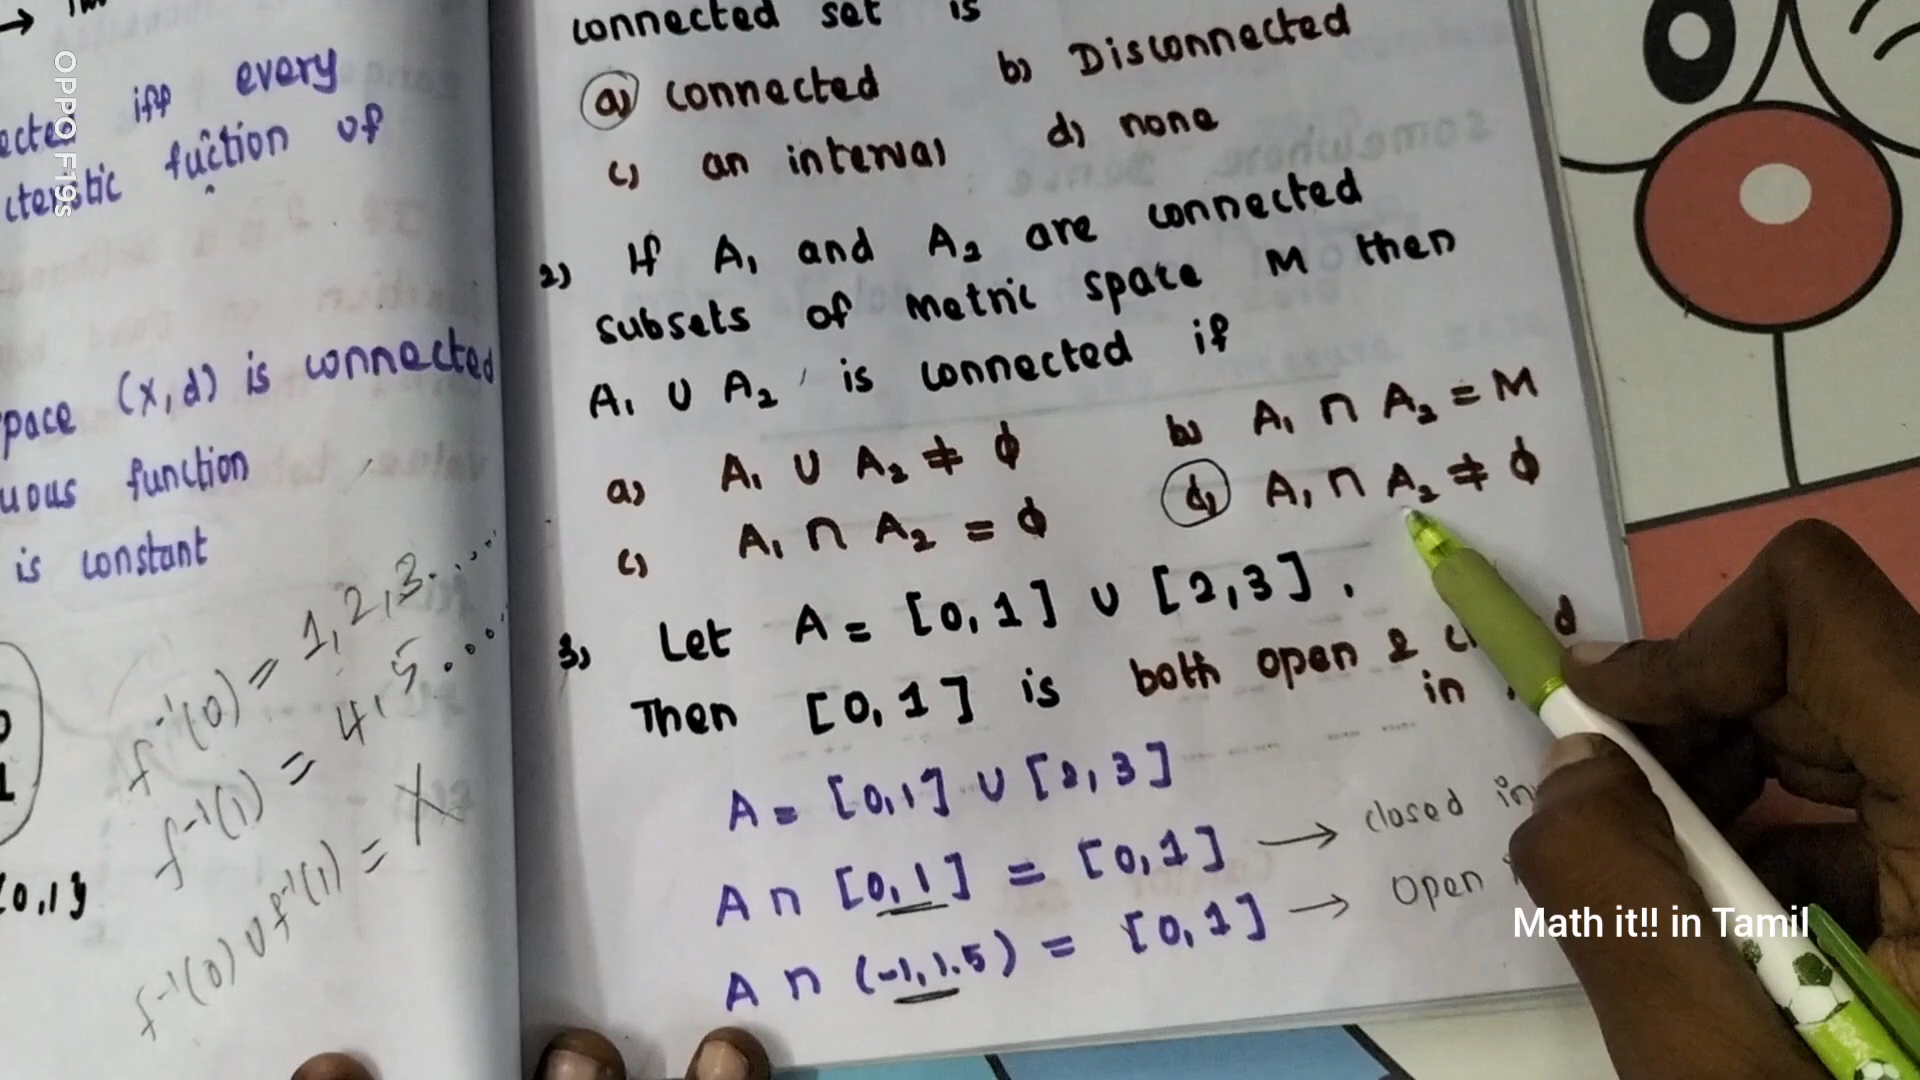 iff every
fuction of
(x,d) is connected
function
is constant
f⁻¹(0) = 1,2,3....
f⁻¹(1) = 4,5....
f⁻¹(0) ∪ f⁻¹(1) = X
connected set is
a) connected b) Disconnected
c) an interval d) none
2) If A₁ and A₂ are connected
subsets of metric space M then
A₁ ∪ A₂ is connected if
a) A₁ ∪ A₂ ≠ ϕ b) A₁ ∩ A₂ = M
c) A₁ ∩ A₂ = ϕ d) A₁ ∩ A₂ ≠ ϕ
3) Let A = [0,1] ∪ [2,3].
Then [0,1] is both open &
in
A = [0,1] ∪ [2,3]
A ∩ [0,1] = [0,1] → closed in
A ∩ (-1,1.5) = [0,1] → Open
OPPO F19s
Math it!! in Tamil